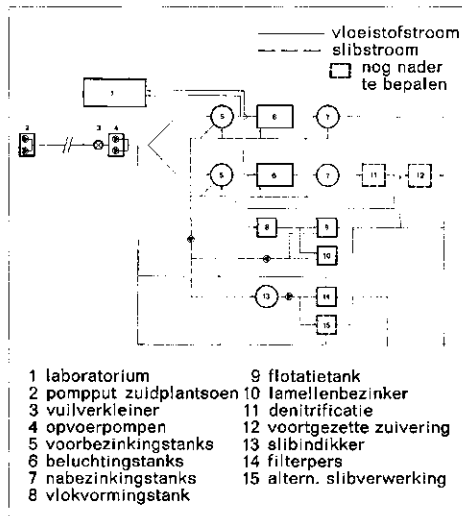 vloeistofstroom
slibstroom
nog nader
te bepalen
1
2 3 4 5 6 7
5 6 7 11 12
8 9
10
13 14
15
1 laboratorium
2 pompput zuidplantsoen
3 vuilverkleiner
4 opvoerpompen
5 voorbezinkingstanks
6 beluchtingstanks
7 nabezinkingstanks
8 vlokvormingstank
9 flotatietank
10 lamellenbezinker
11 denitrificatie
12 voortgezette zuivering
13 slibindikker
14 filterpers
15 altern. slibverwerking